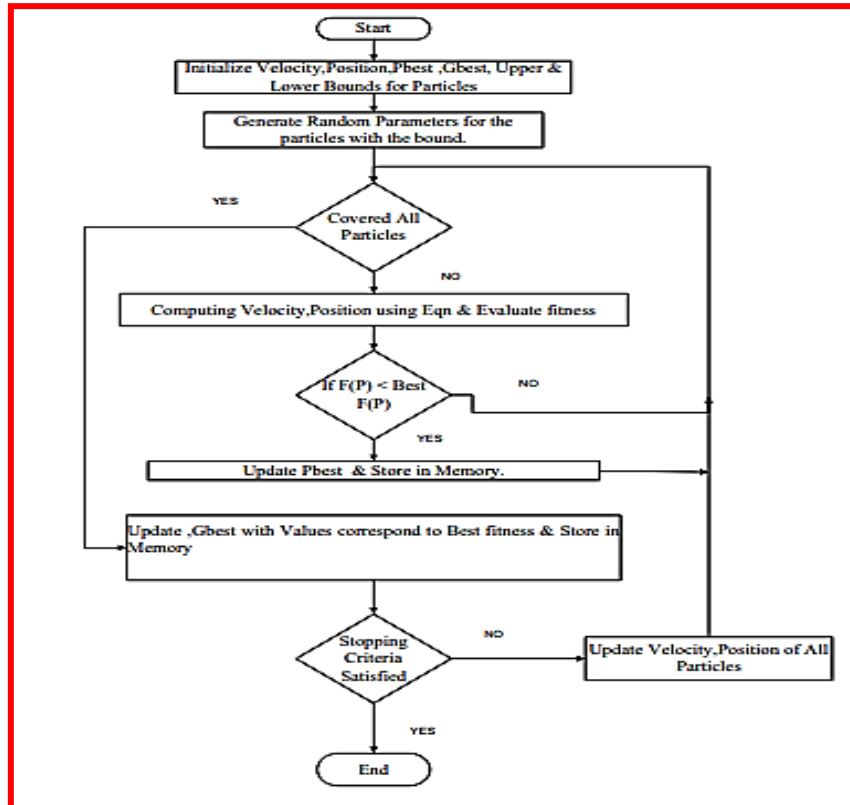 Start
Initialize Velocity,Position,Pbest ,Gbest, Upper &
Lower Bounds for Particles
Generate Random Parameters for the
particles with the bound.
YES
Covered All
Particles
NO
Computing Velocity,Position using Eqn & Evaluate fitness
If F(P) < Best
F(P)
NO
YES
Update Pbest & Store in Memory.
Update ,Gbest with Values correspond to Best fitness & Store in
Memory
Stopping
Criteria
Satisfied
NO
Update Velocity,Position of All
Particles
YES
End